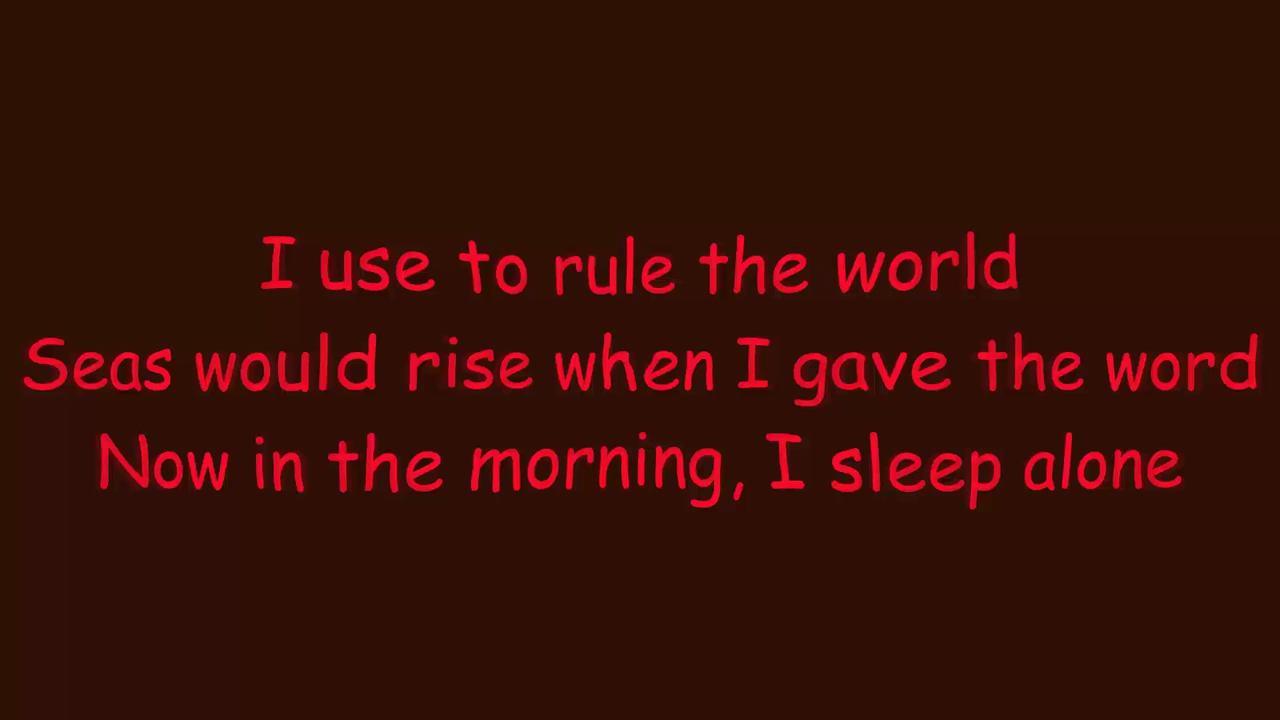 I use to rule the world
Seas would rise when I gave the word
Now in the morning, I sleep alone